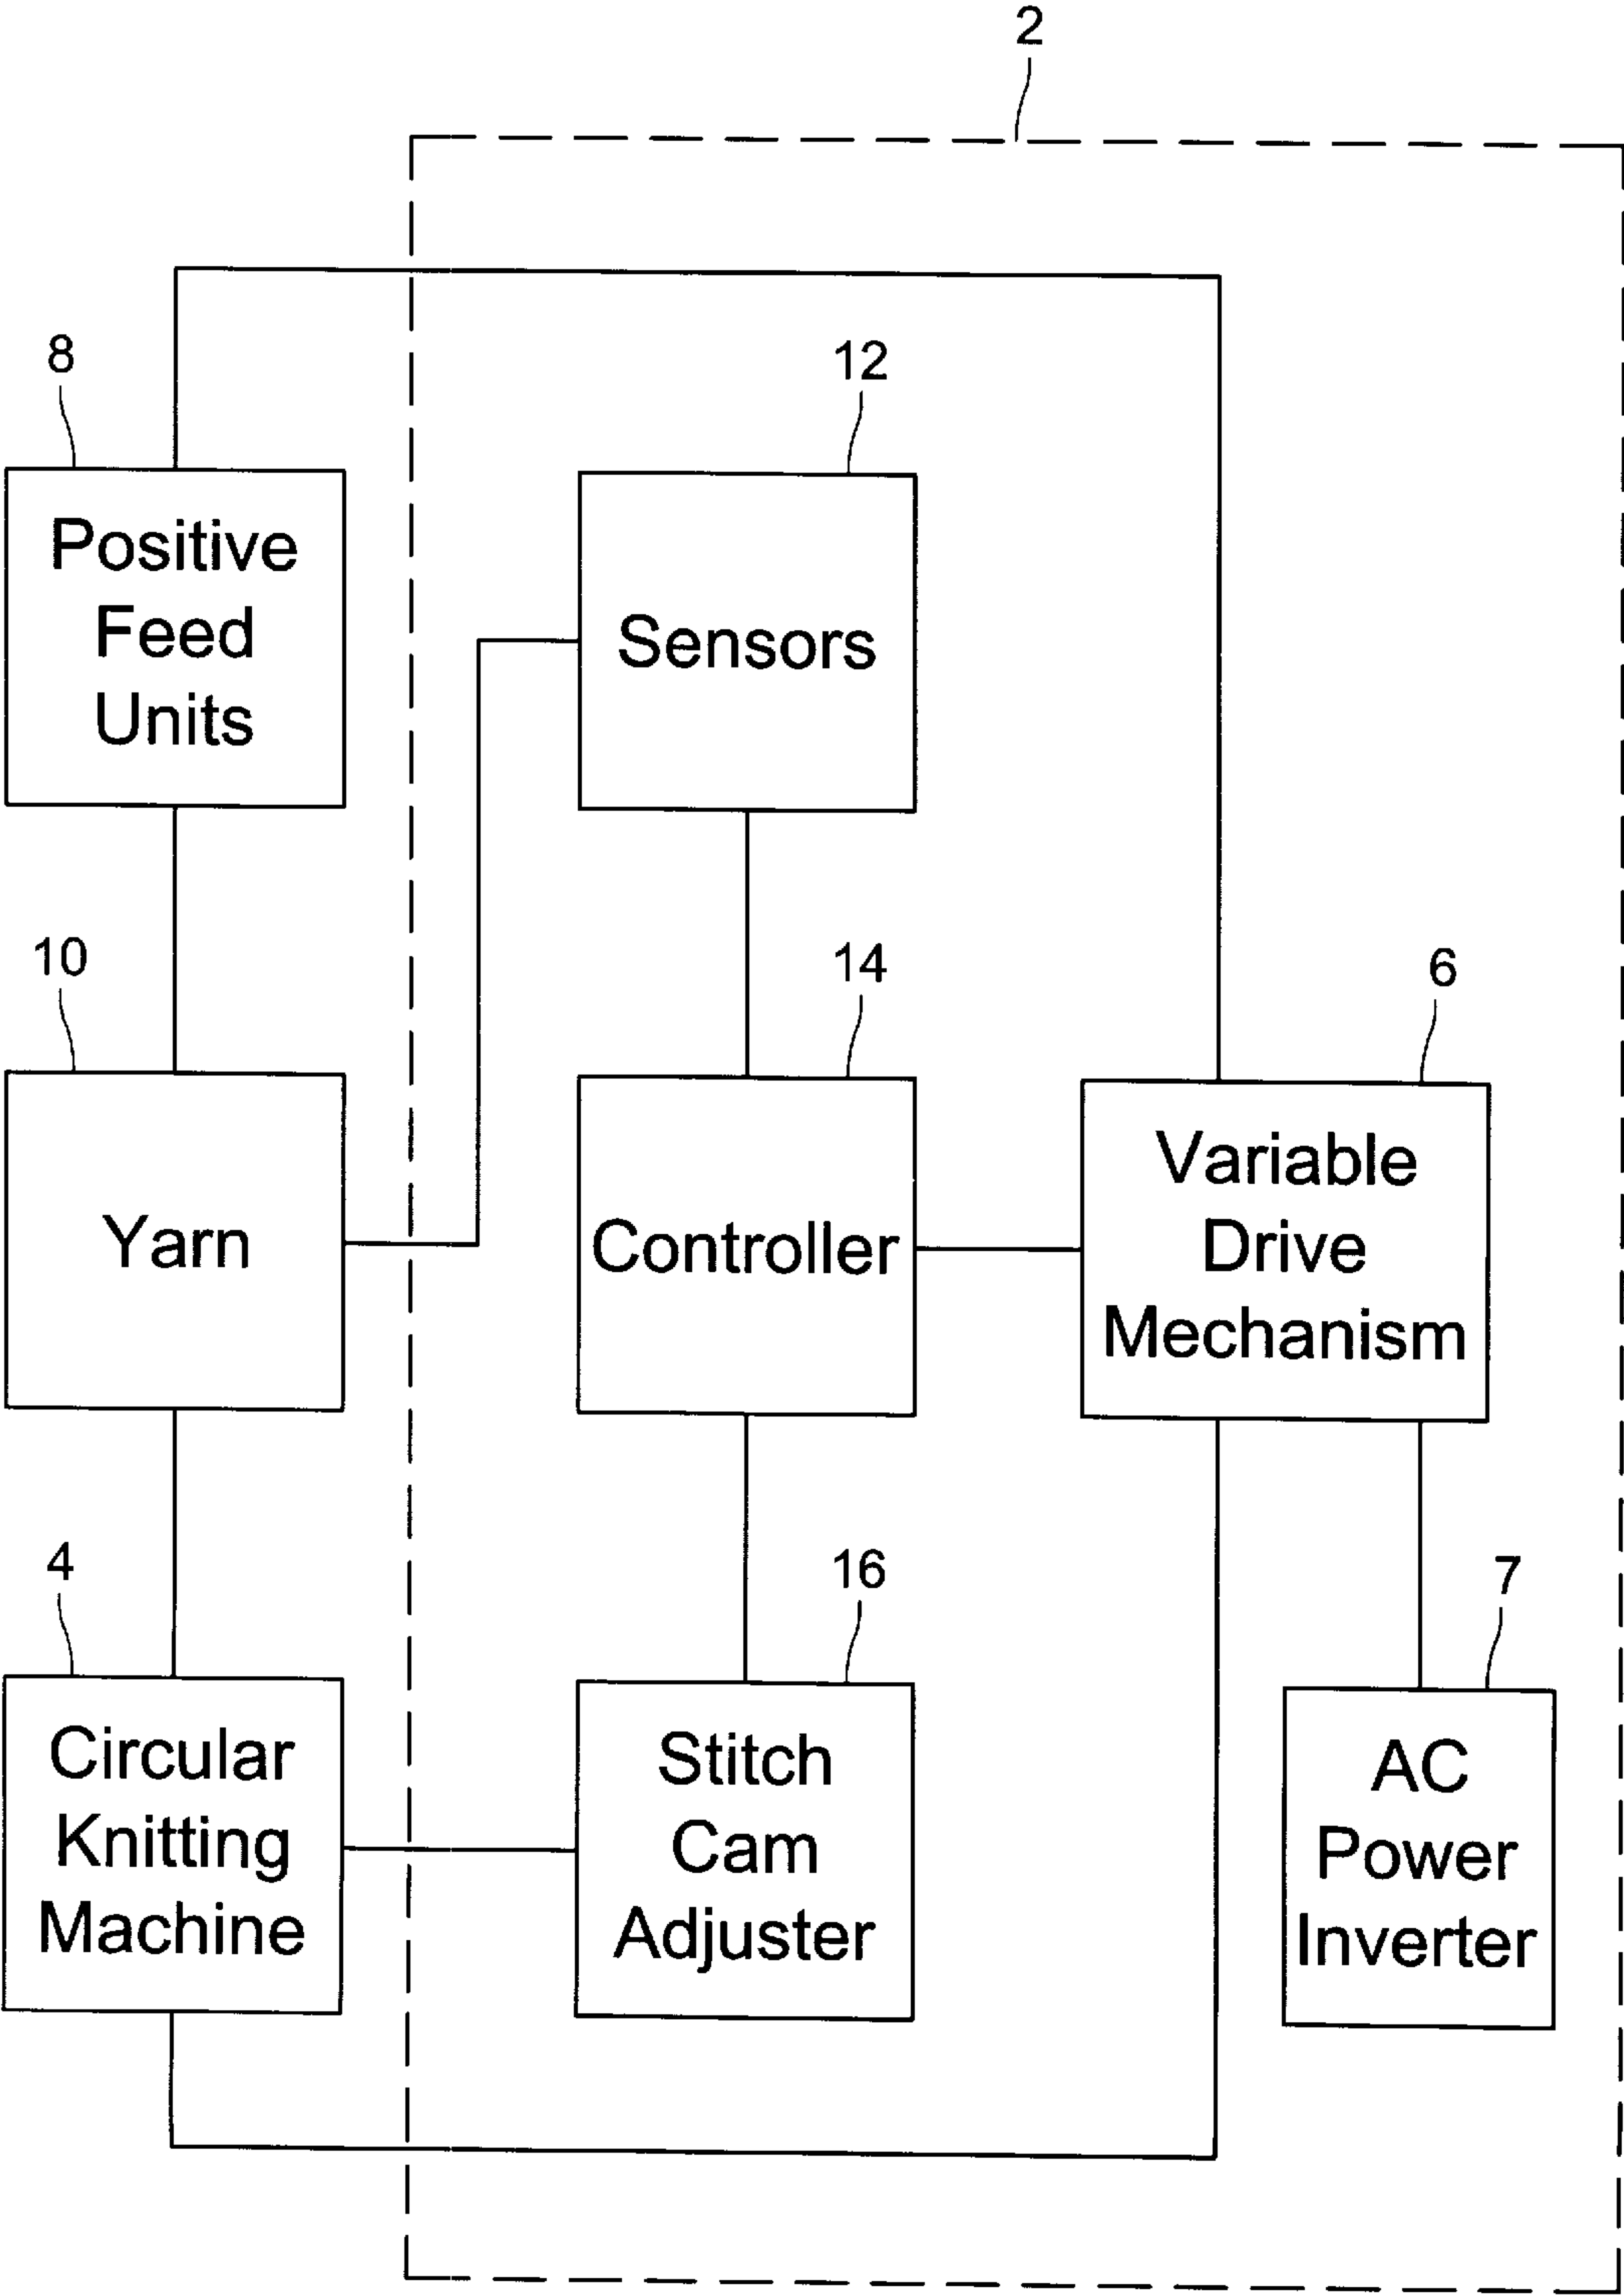 2
8
Positive
Feed
Units
12
Sensors
10
Yarn
14
Controller
6
Variable
Drive
Mechanism
4
Circular
Knitting
Machine
16
Stitch
Cam
Adjuster
7
AC
Power
Inverter